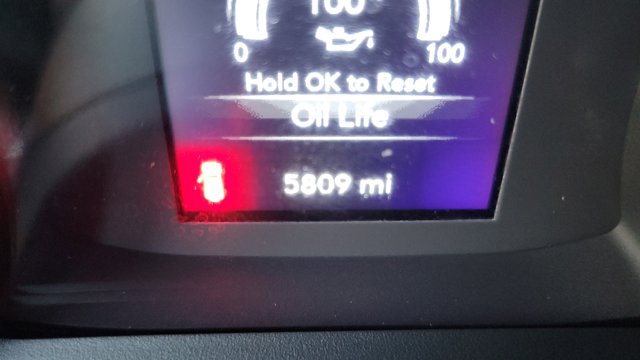 100
0 100
Hold OK to Reset
Oil Life
5809 mi